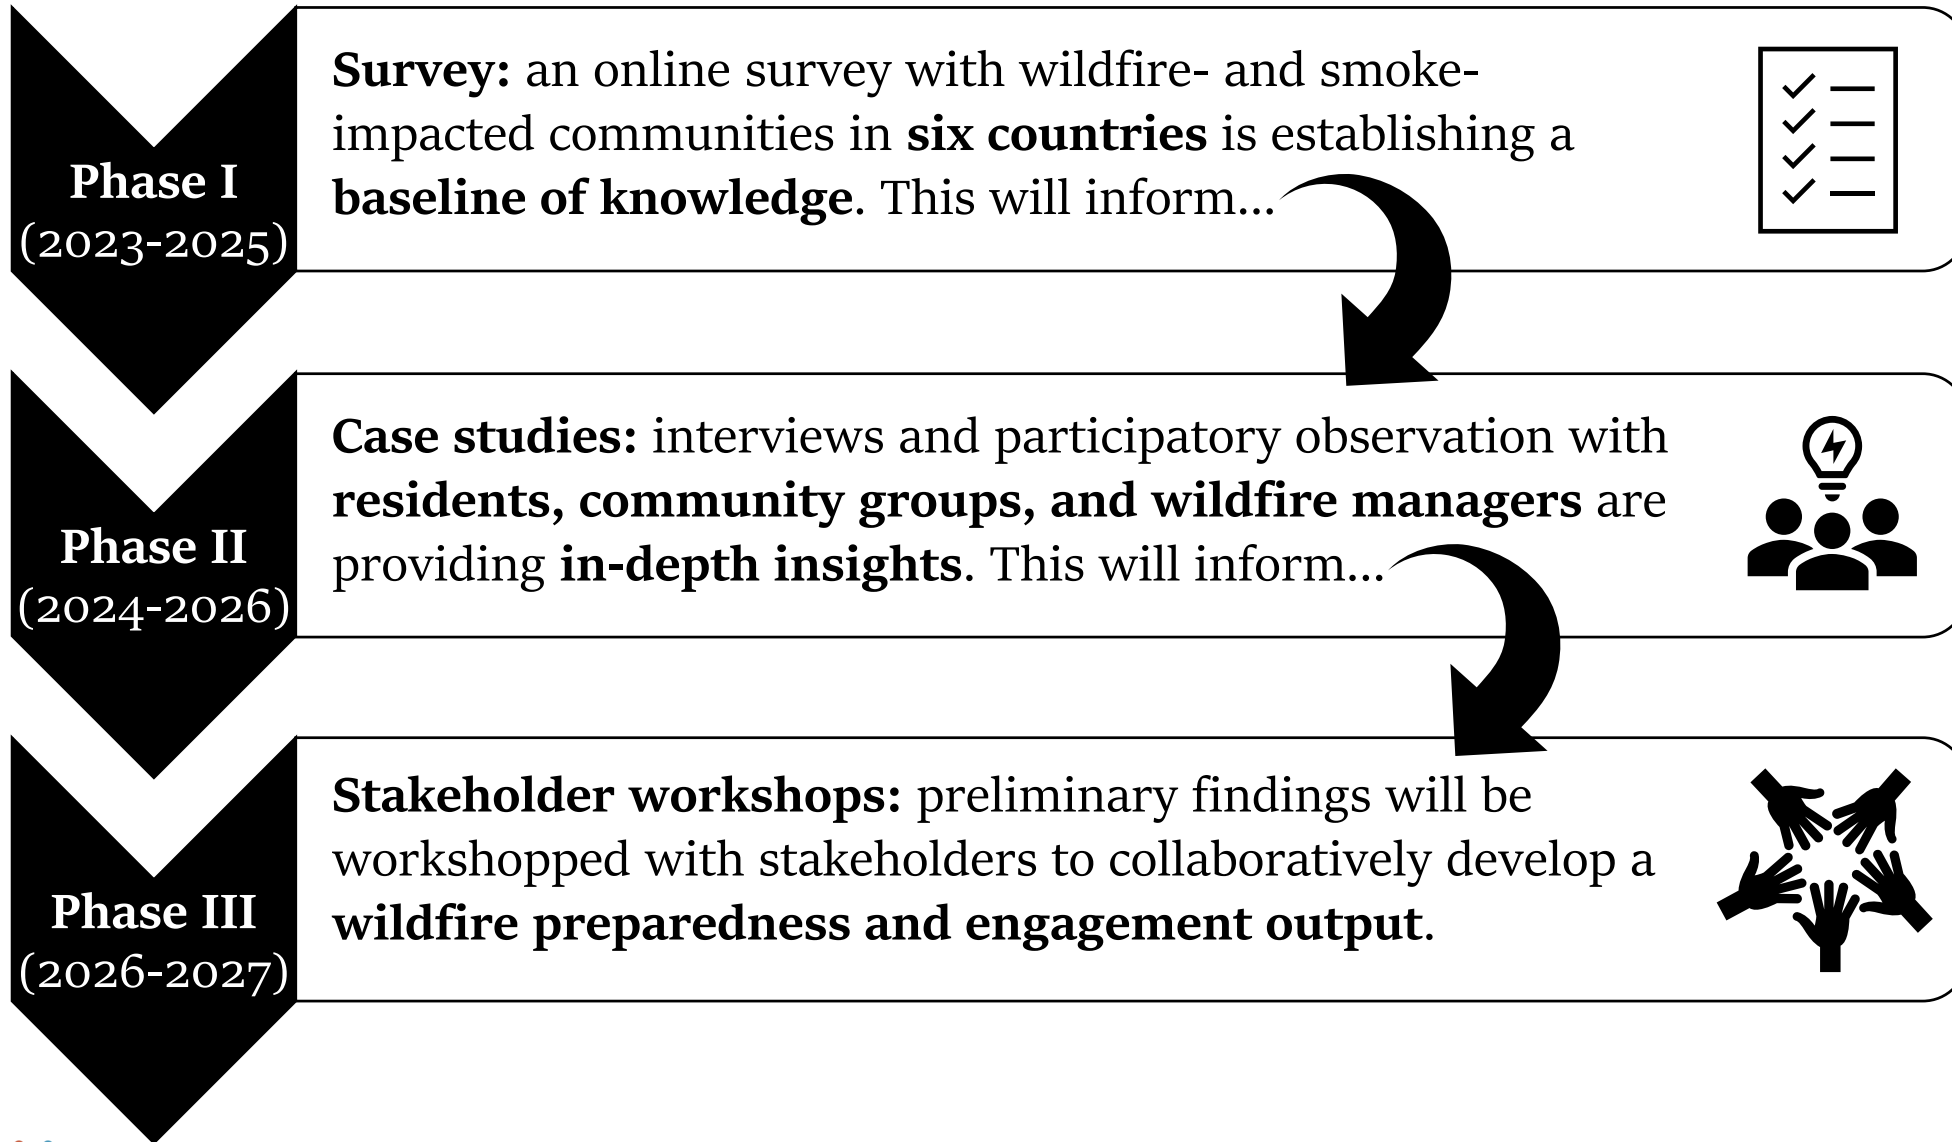 Phase I
(2023-2025)
Survey: an online survey with wildfire- and smoke-
impacted communities in six countries is establishing a
baseline of knowledge. This will inform...
Phase II
(2024-2026)
Case studies: interviews and participatory observation with
residents, community groups, and wildfire managers are
providing in-depth insights. This will inform...
Phase III
(2026-2027)
Stakeholder workshops: preliminary findings will be
workshopped with stakeholders to collaboratively develop a
wildfire preparedness and engagement output.